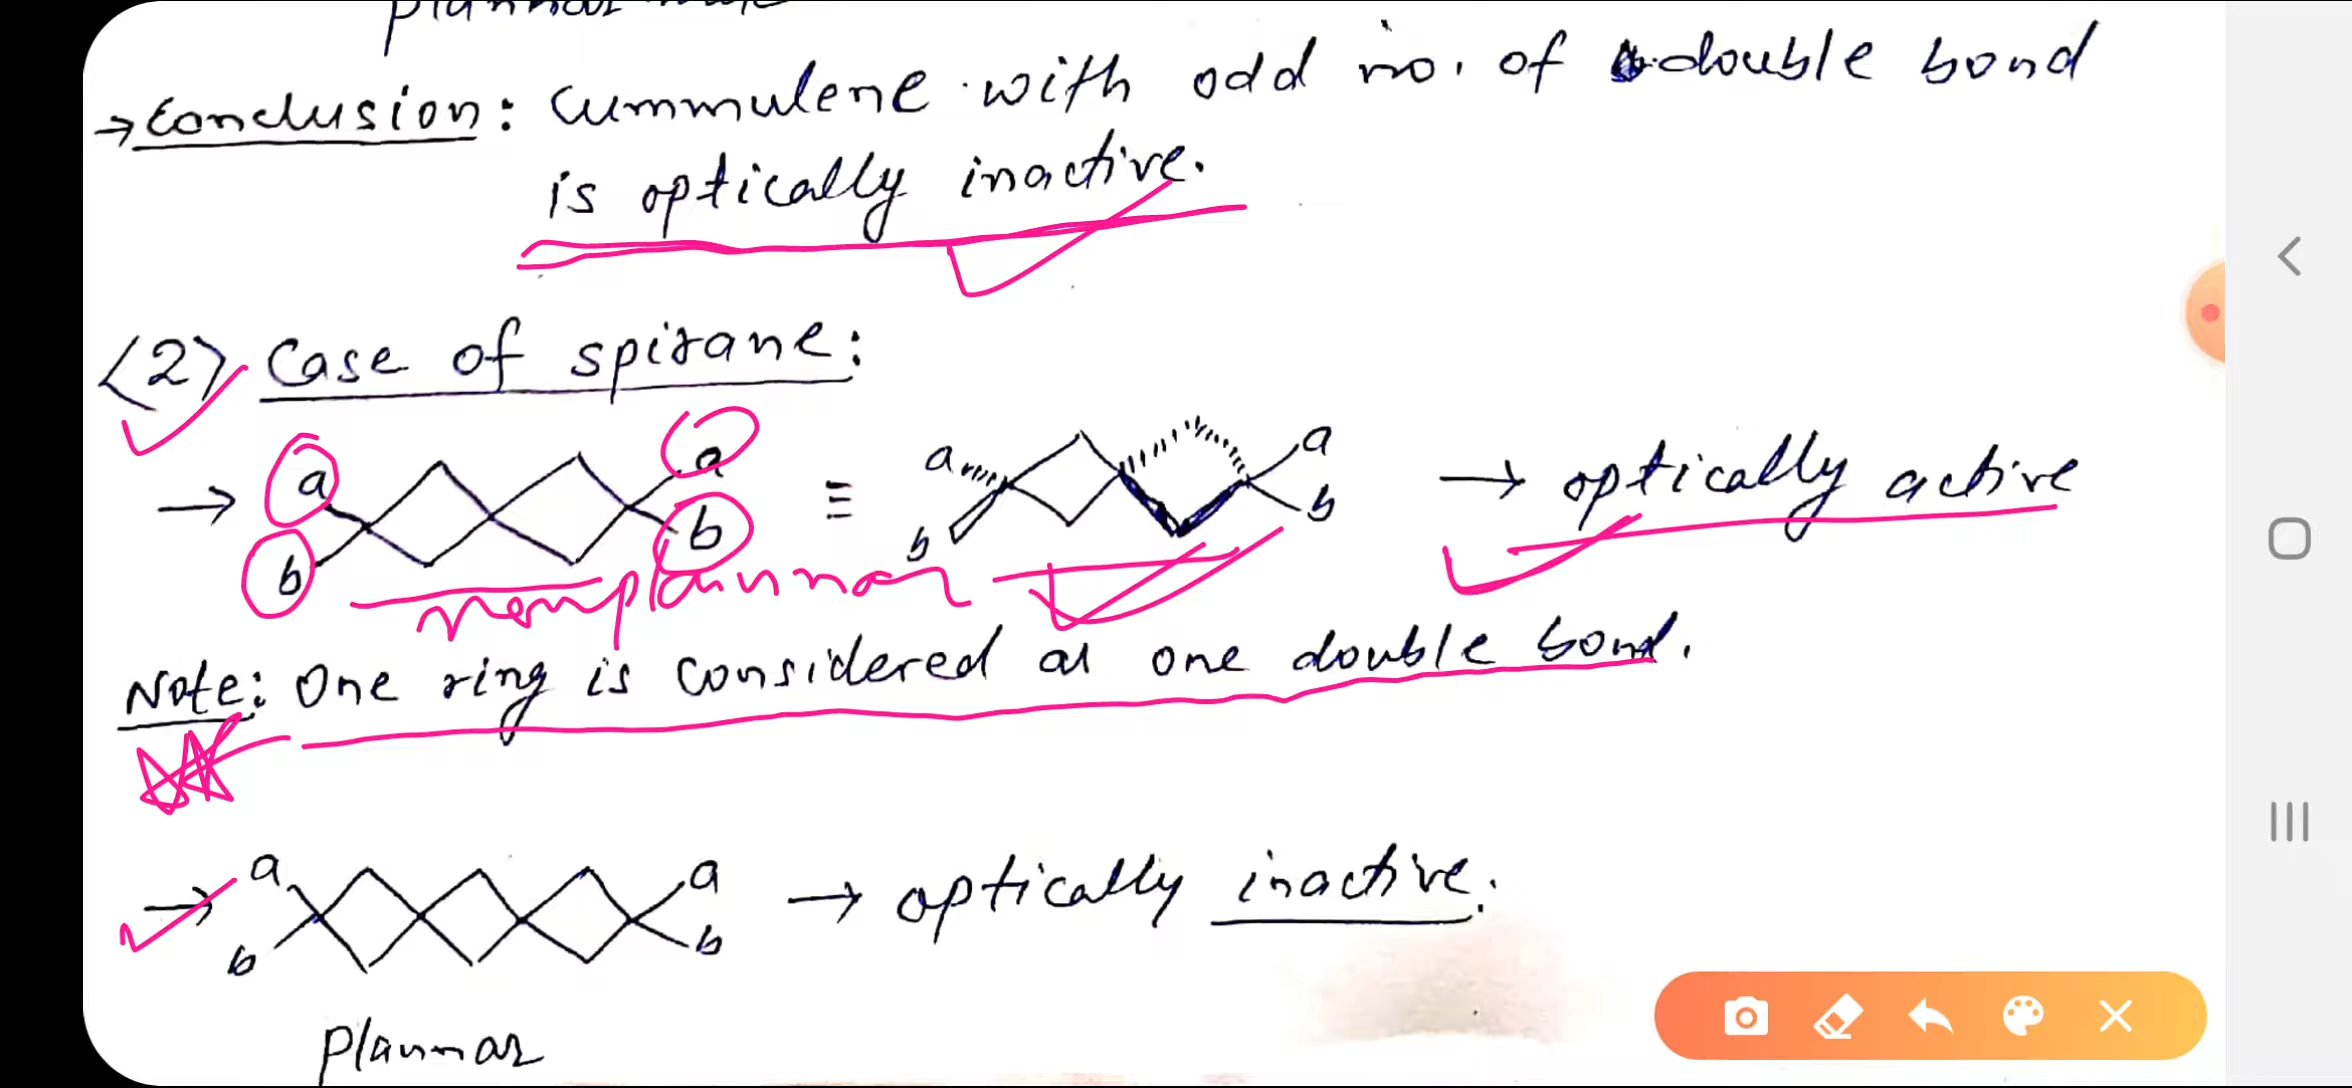 → Conclusion: Cummulene with odd no. of double bond
is optically inactive.
<2> Case of spirane:
→ a b a b ≡ a b a b → optically active
nonplannar
Note: One ring is considered as one double bond.
→ a b a b → optically inactive.
Plannar